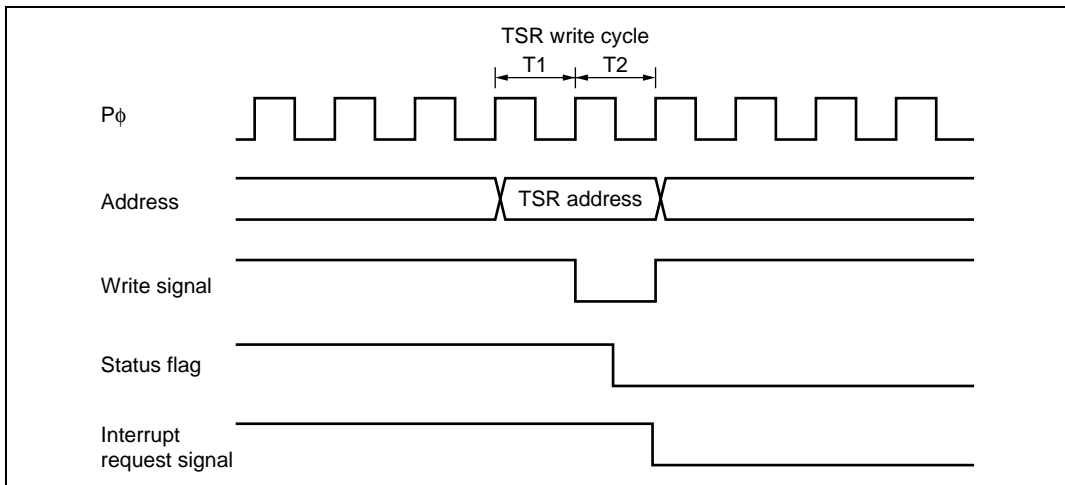 TSR write cycle
T1 T2
Pϕ
Address TSR address
Write signal
Status flag
Interrupt
request signal